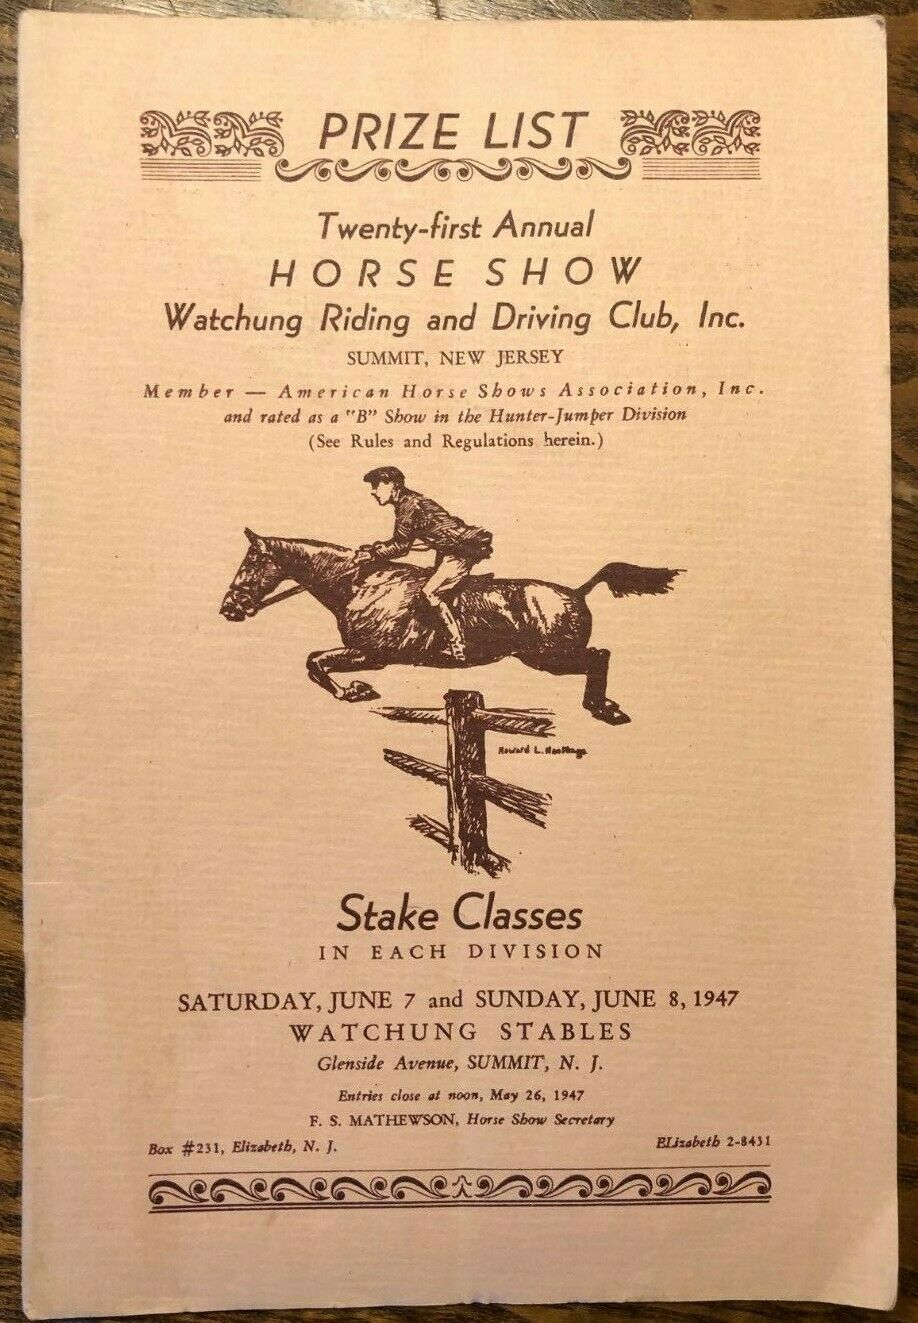 PRIZE LIST
Twenty-first Annual
HORSE SHOW
Watchung Riding and Driving Club, Inc.
SUMMIT, NEW JERSEY
Member — American Horse Shows Association, Inc.
and rated as a "B" Show in the Hunter-Jumper Division
(See Rules and Regulations herein.)
Howard L.
Stake Classes
IN EACH DIVISION
SATURDAY, JUNE 7 and SUNDAY, JUNE 8, 1947
WATCHUNG STABLES
Glenside Avenue, SUMMIT, N. J.
Entries close at noon, May 26, 1947
F. S. MATHEWSON, Horse Show Secretary
Box #231, Elizabeth, N. J.
ELizabeth 2-8431